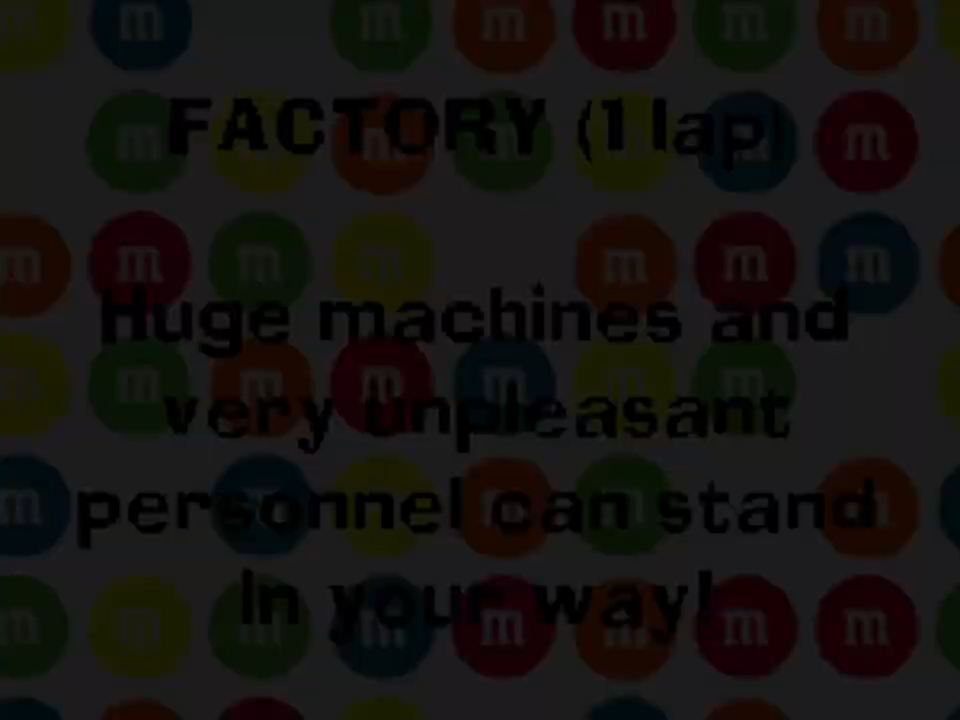 FACTORY (1 lap)
Huge machines and
very unpleasant
personnel can stand
In your way!